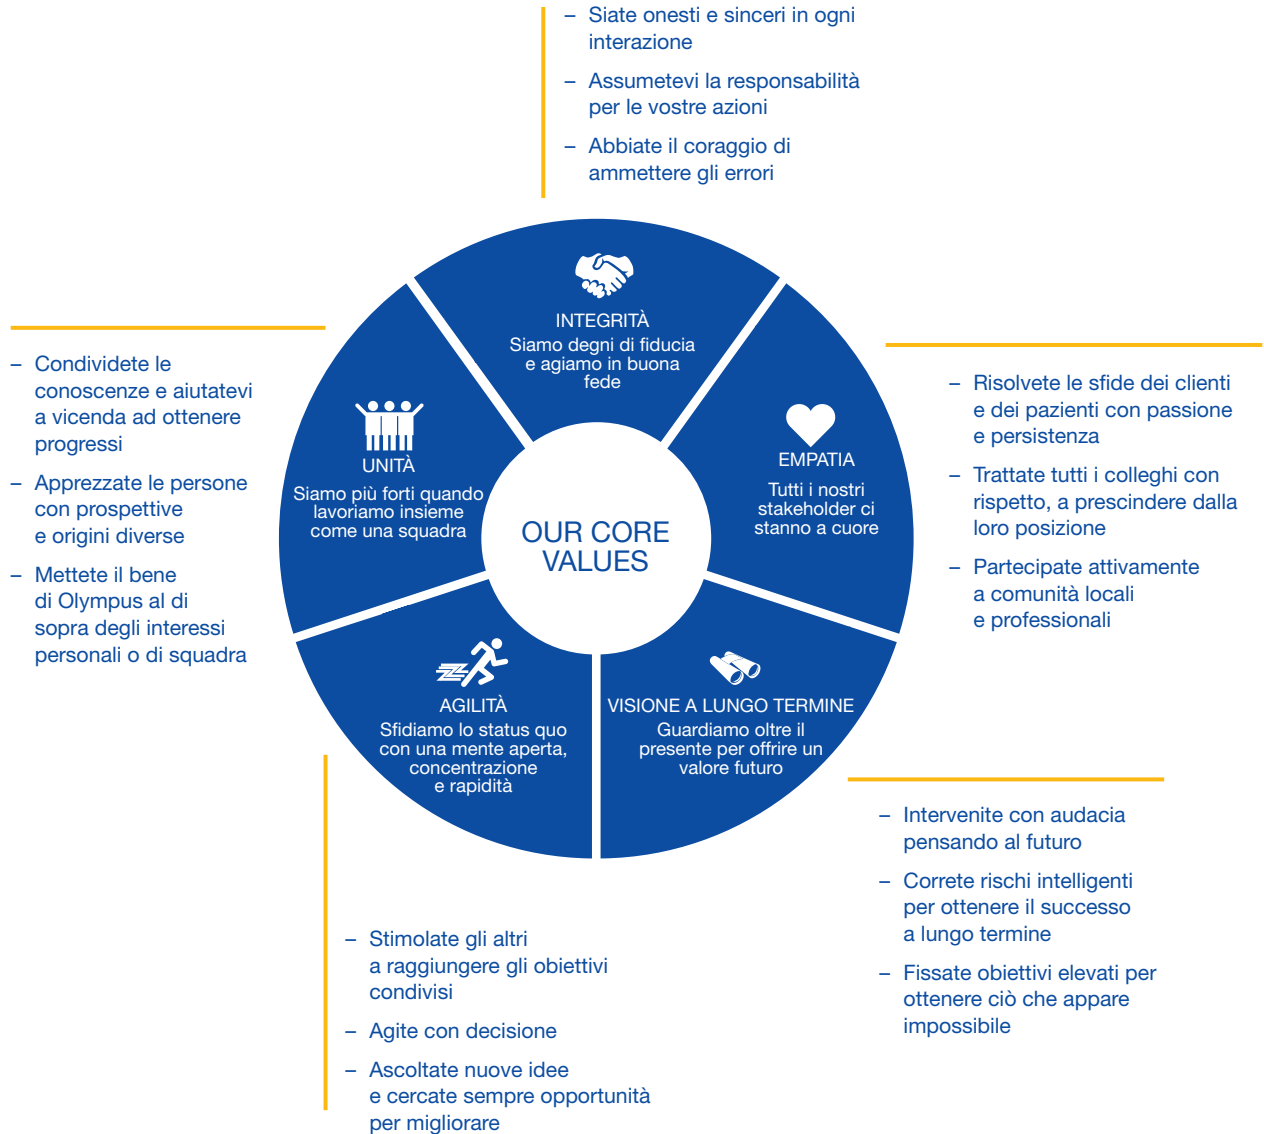 – Siate onesti e sinceri in ogni
interazione
– Assumetevi la responsabilità
per le vostre azioni
– Abbiate il coraggio di
ammettere gli errori
INTEGRITÀ
Siamo degni di fiducia
e agiamo in buona
fede
– Condividete le
conoscenze e aiutatevi
a vicenda ad ottenere
progressi
– Apprezzate le persone
con prospettive
e origini diverse
– Mettete il bene
di Olympus al di
sopra degli interessi
personali o di squadra
UNITÀ
Siamo più forti quando
lavoriamo insieme
come una squadra
OUR CORE
VALUES
EMPATIA
Tutti i nostri
stakeholder ci
stanno a cuore
– Risolvete le sfide dei clienti
e dei pazienti con passione
e persistenza
– Trattate tutti i colleghi con
rispetto, a prescindere dalla
loro posizione
– Partecipate attivamente
a comunità locali
e professionali
AGILITÀ
Sfidiamo lo status quo
con una mente aperta,
concentrazione
e rapidità
VISIONE A LUNGO TERMINE
Guardiamo oltre il
presente per offrire un
valore futuro
– Intervenite con audacia
pensando al futuro
– Correte rischi intelligenti
per ottenere il successo
a lungo termine
– Fissate obiettivi elevati per
ottenere ciò che appare
impossibile
– Stimolate gli altri
a raggiungere gli obiettivi
condivisi
– Agite con decisione
– Ascoltate nuove idee
e cercate sempre opportunità
per migliorare